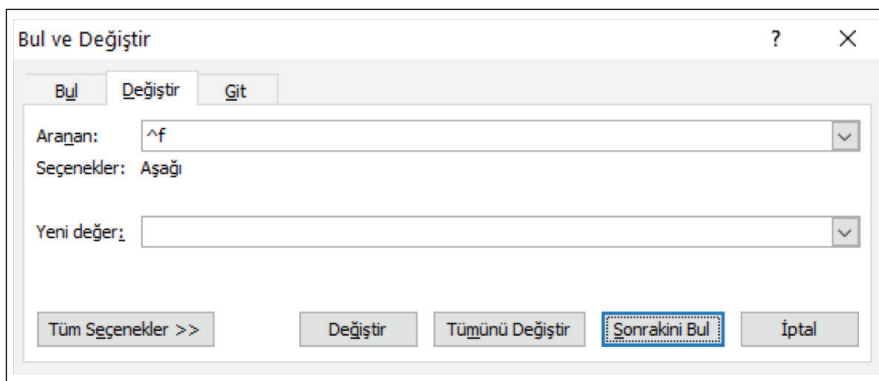 Bul ve Değiştir ?
Bul Değiştir Git
Aranan: ^f
Seçenekler: Aşağı
Yeni değer:
Tüm Seçenekler >> Değiştir Tümünü Değiştir Sonrakini Bul İptal